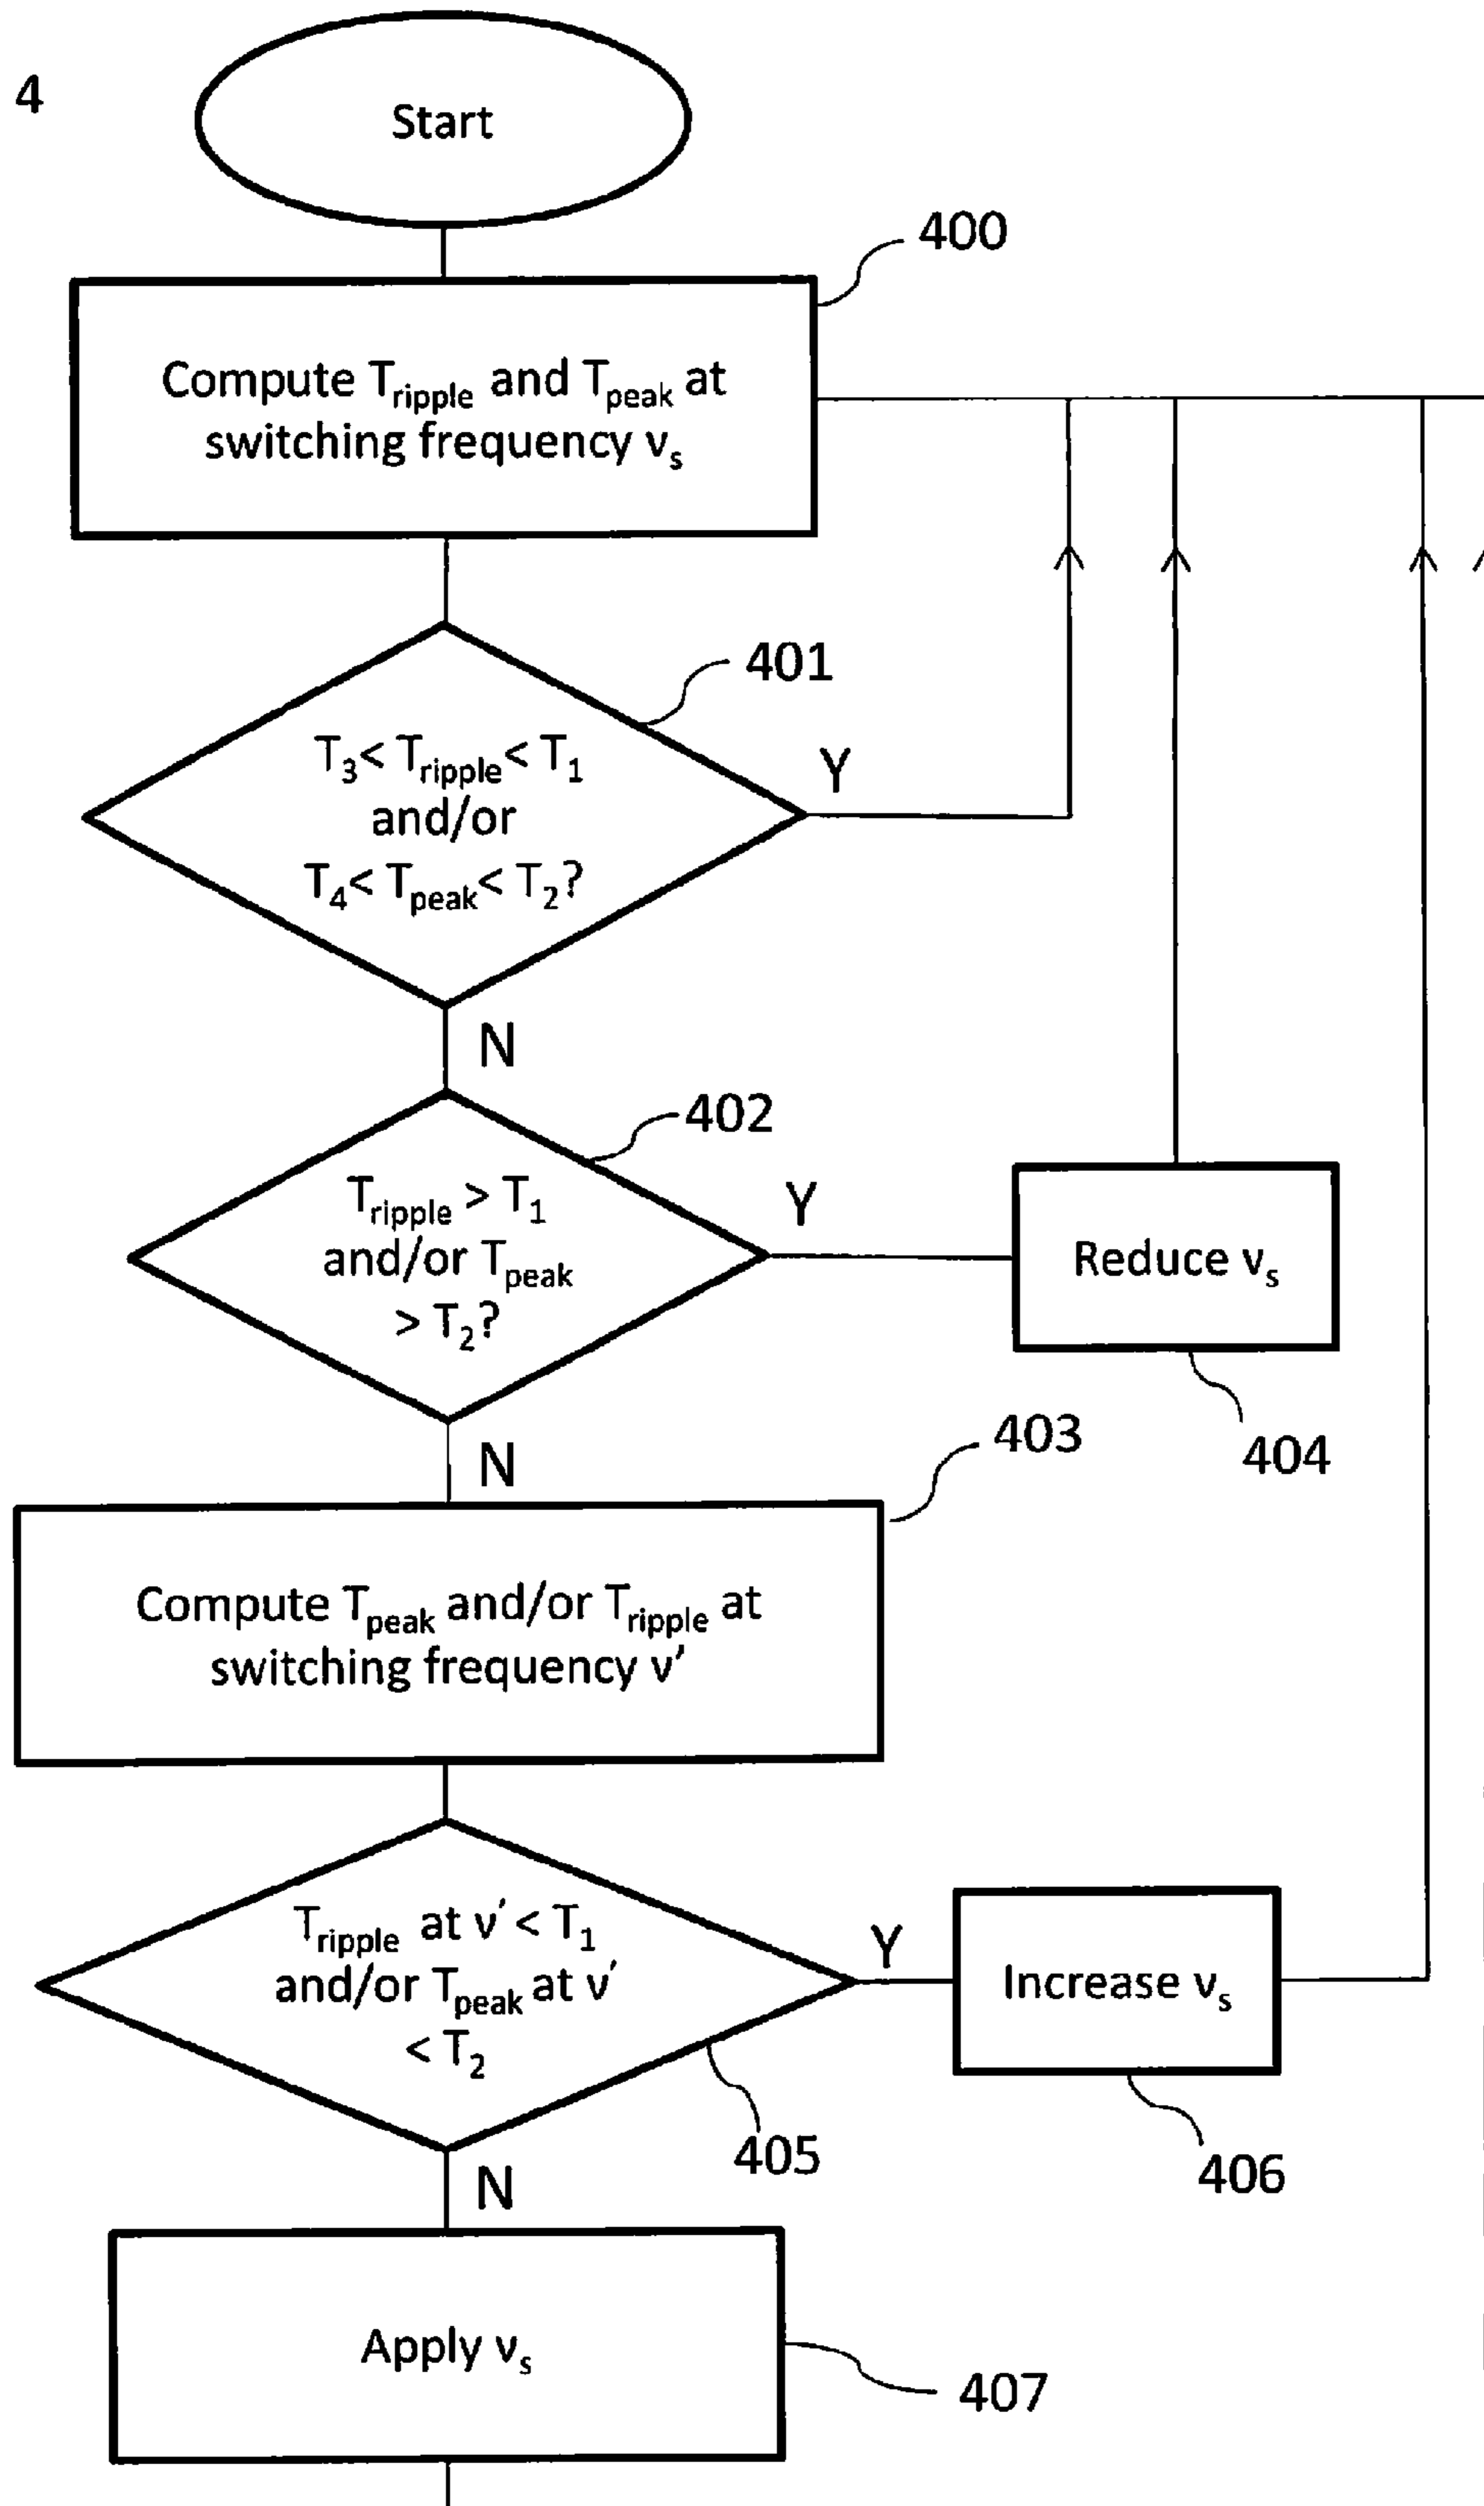 4
Start
400
Compute Tripple and Tpeak at
switching frequency vs
401
T3< Tripple< T1
and/or
T4< Tpeak< T2?
Y
N
402
Tripple > T1
and/or Tpeak
> T2?
Y
Reduce vs
404
N
403
Compute Tpeak and/or Tripple at
switching frequency v'
Tripple at v' < T1
and/or Tpeak at v'
< T2
Y
Increase vs
405
406
N
Apply vs
407